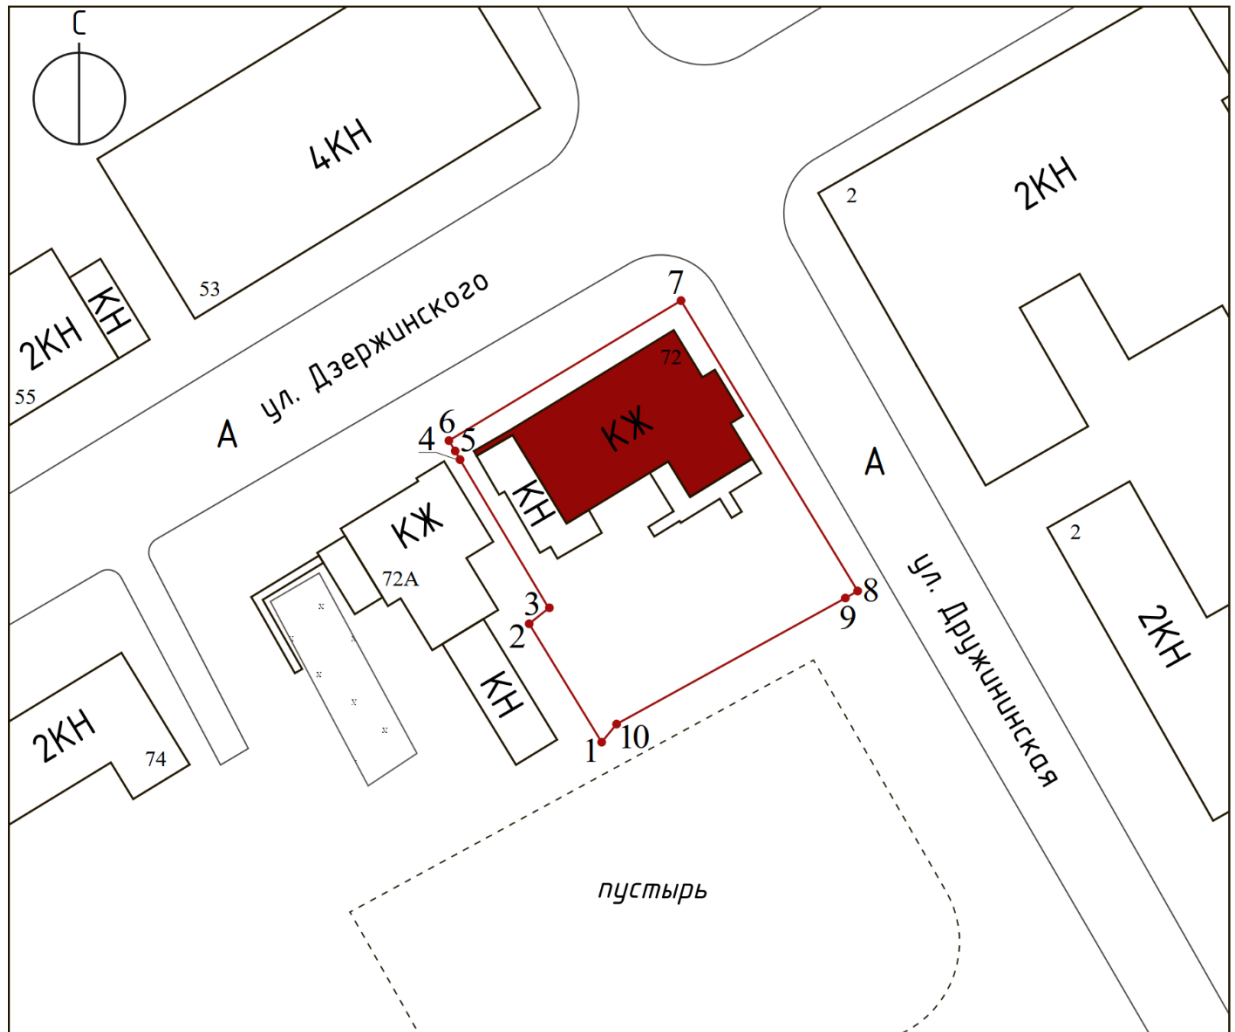 С
4КН
53
2
2КН
7
2КН
КН
55
ул. Дзержинского
А
72
КЖ
6
4
5
КН
А
КЖ
72А
2
2КН
ул. Дружининская
3
2
8
9
х
х
х
х
х
х
КН
2КН
74
1
10
пустырь